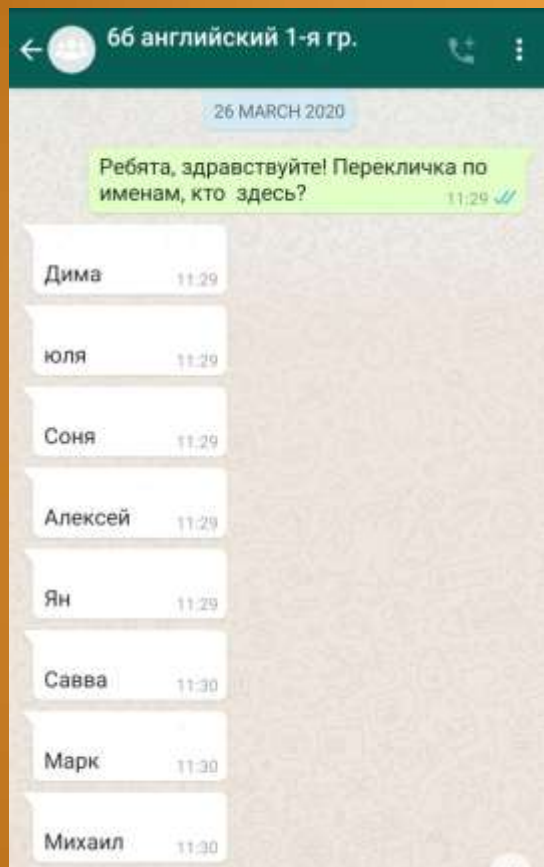 6б английский 1-я гр.
26 MARCH 2020
Ребята, здравствуйте! Перекличка по
именам, кто здесь?
11:29
Дима 11:29
юля 11:29
Соня 11:29
Алексей 11:29
Ян 11:29
Савва 11:30
Марк 11:30
Михаил 11:30